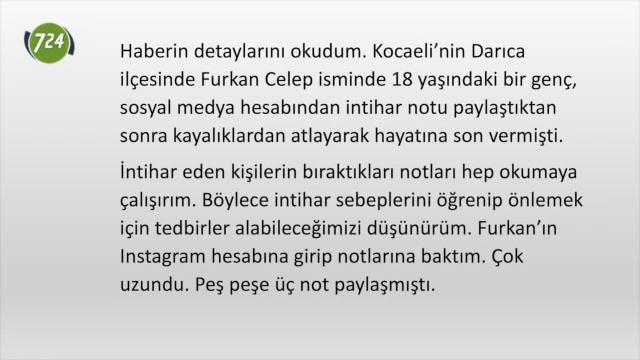 724
Haberin detaylarını okudum. Kocaeli’nin Darıca
ilçesinde Furkan Celep isminde 18 yaşındaki bir genç,
sosyal medya hesabından intihar notu paylaştıktan
sonra kayalıklardan atlayarak hayatına son vermişti.
İntihar eden kişilerin bıraktıkları notları hep okumaya
çalışırım. Böylece intihar sebeplerini öğrenip önlemek
için tedbirler alabileceğimizi düşünürüm. Furkan’ın
Instagram hesabına girip notlarına baktım. Çok
uzundu. Peş peşe üç not paylaşmıştı.